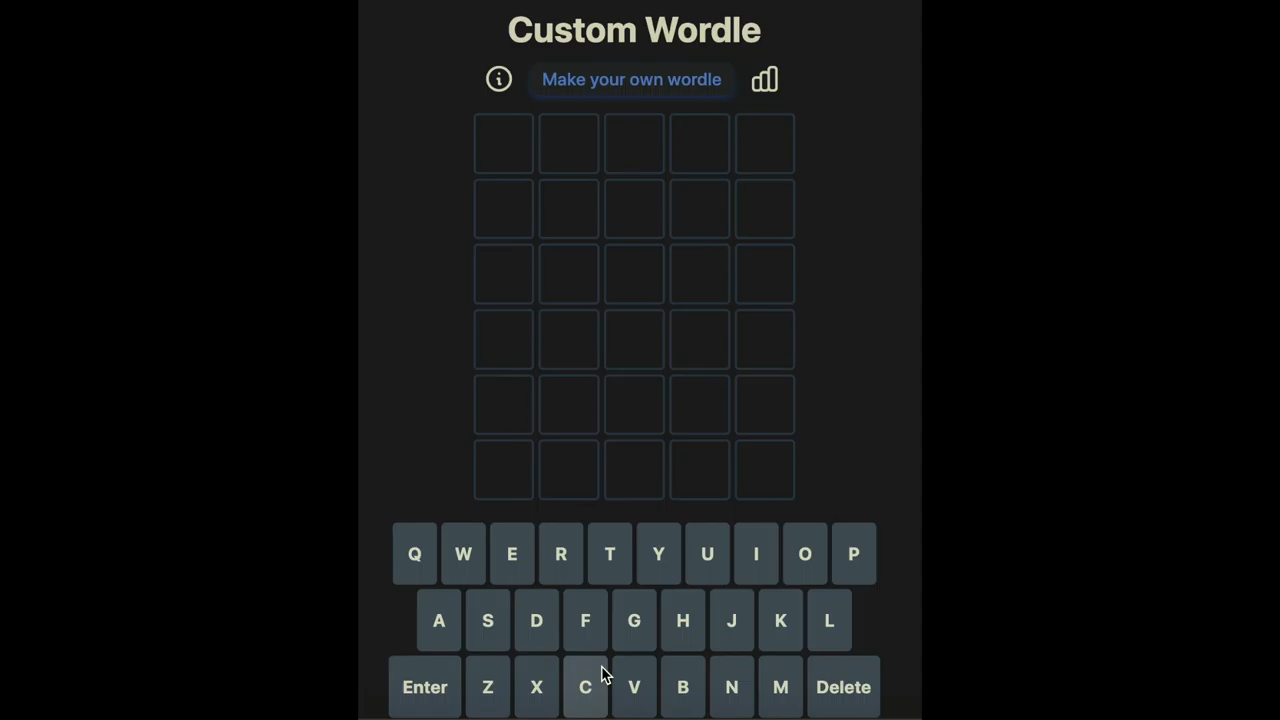 Custom Wordle
Make your own wordle
Q W E R T Y U I O P
A S D F G H J K L
Enter Z X C V B N M Delete